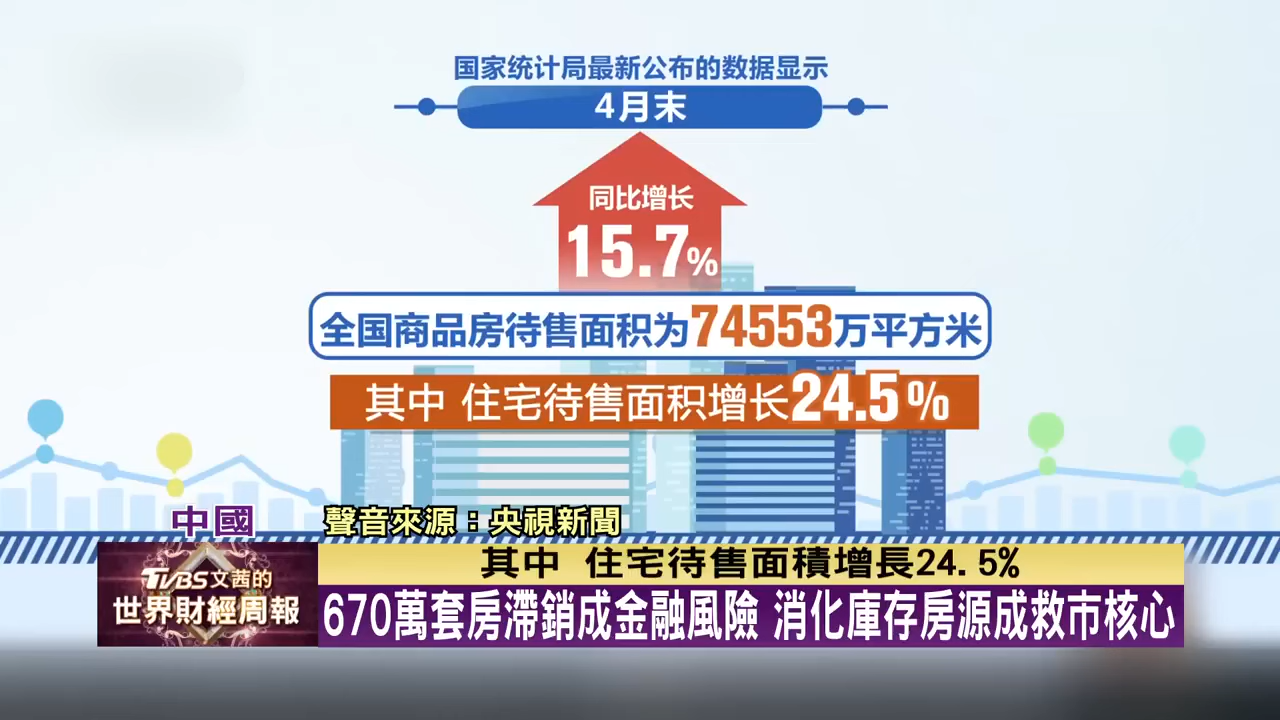 国家统计局最新公布的数据显示
4月末
同比增长
15.7%
全国商品房待售面积为74553万平方米
其中 住宅待售面积增长24.5%
中國
聲音來源：央視新聞
其中 住宅待售面積增長24.5%
TVBS文茜的
世界財經周報
670萬套房滯銷成金融風險 消化庫存房源成救市核心